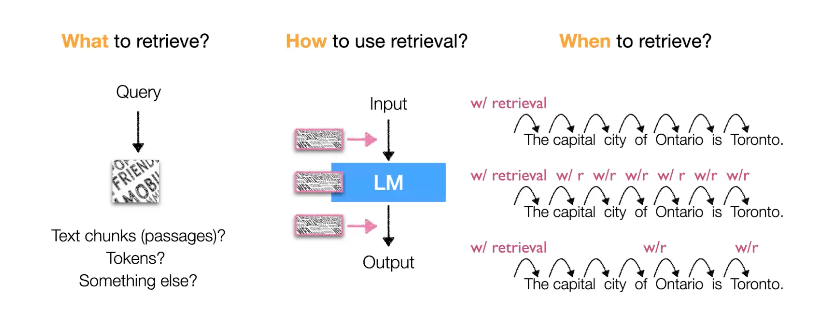 What to retrieve?
Query
FRIEND
MOBI
Text chunks (passages)?
Tokens?
Something else?
How to use retrieval?
Input
LM
Output
When to retrieve?
w/ retrieval
The capital city of Ontario is Toronto.
w/ retrieval w/ r w/r w/r w/ r w/r w/r
The capital city of Ontario is Toronto.
w/ retrieval w/r w/r
The capital city of Ontario is Toronto.